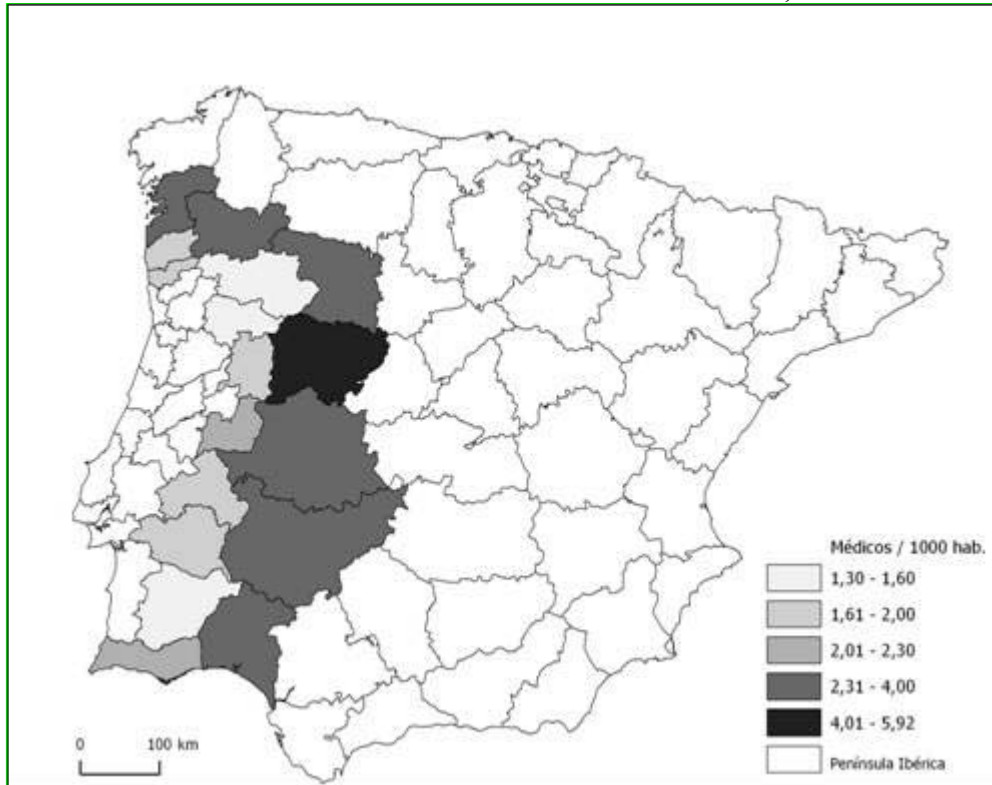 Médicos / 1000 hab.
1,30 - 1,60
1,61 - 2,00
2,01 - 2,30
2,31 - 4,00
4,01 - 5,92
Península Ibérica
0 100 km